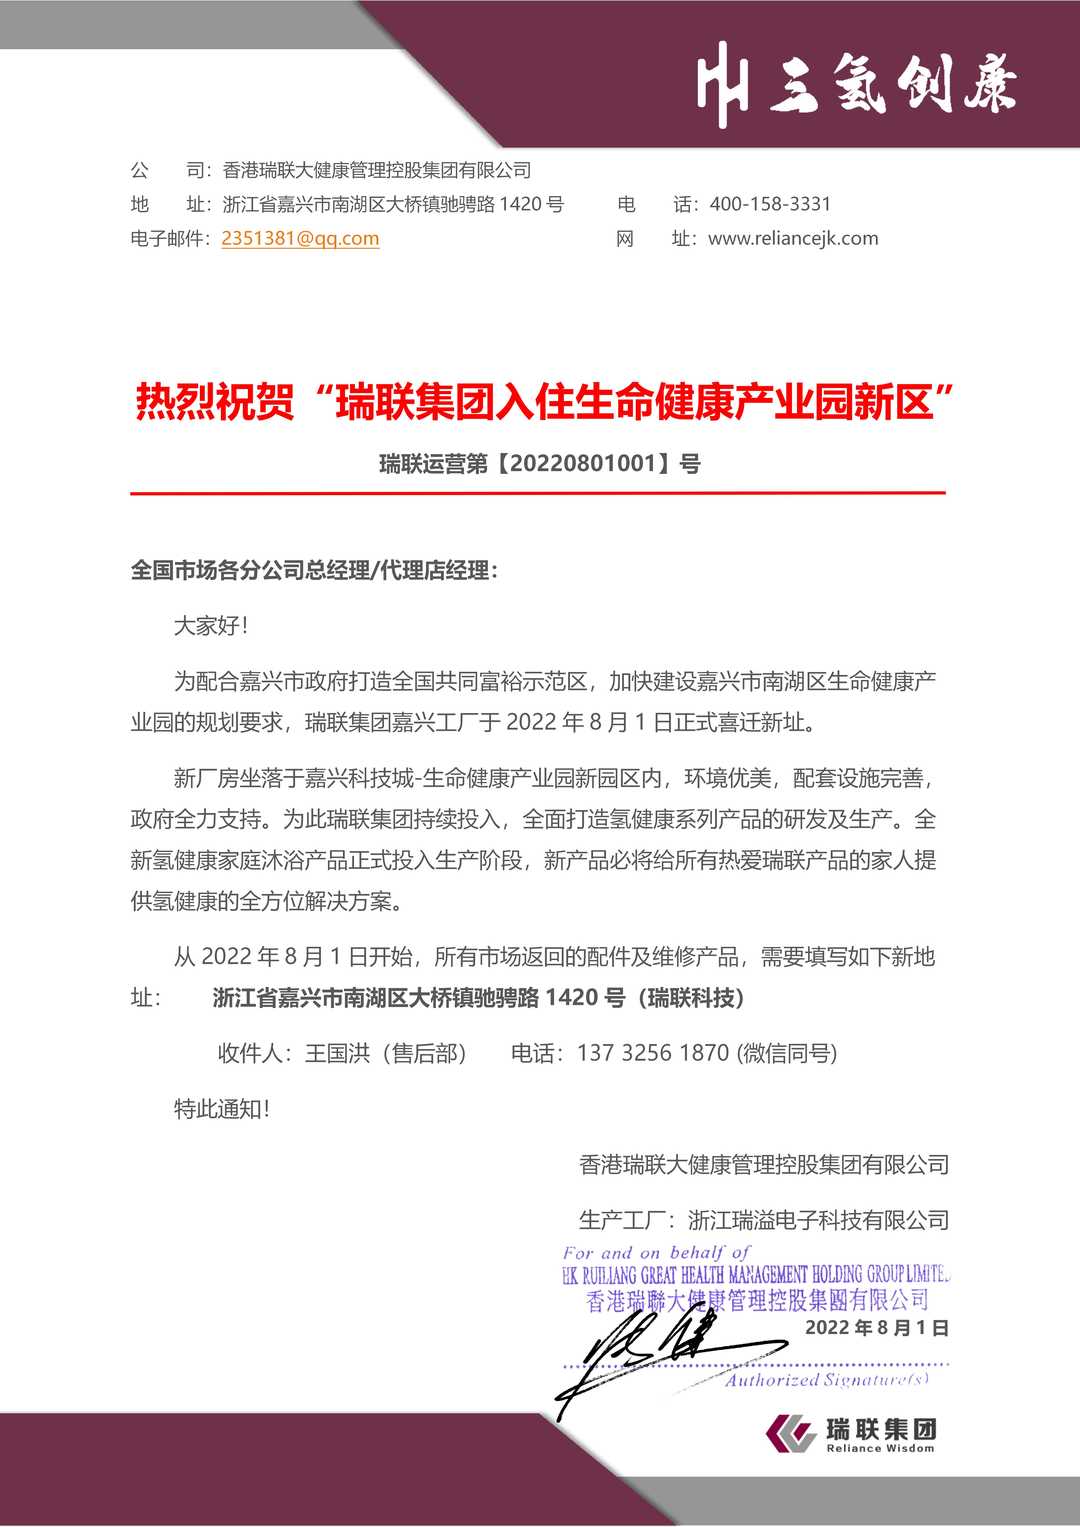 三氢创康
公 司：香港瑞联大健康管理控股集团有限公司
地 址：浙江省嘉兴市南湖区大桥镇驰骋路 1420 号 电 话：400-158-3331
电子邮件：2351381@qq.com 网 址：www.reliancejk.com
热烈祝贺“瑞联集团入住生命健康产业园新区”
瑞联运营第【20220801001】号
全国市场各分公司总经理/代理店经理：
大家好！
为配合嘉兴市政府打造全国共同富裕示范区，加快建设嘉兴市南湖区生命健康产
业园的规划要求，瑞联集团嘉兴工厂于 2022 年 8 月 1 日正式喜迁新址。
新厂房坐落于嘉兴科技城-生命健康产业园新园区内，环境优美，配套设施完善，
政府全力支持。为此瑞联集团持续投入，全面打造氢健康系列产品的研发及生产。全
新氢健康家庭沐浴产品正式投入生产阶段，新产品必将给所有热爱瑞联产品的家人提
供氢健康的全方位解决方案。
从 2022 年 8 月 1 日开始，所有市场返回的配件及维修产品，需要填写如下新地
址： 浙江省嘉兴市南湖区大桥镇驰骋路 1420 号（瑞联科技）
收件人：王国洪（售后部） 电话：137 3256 1870 (微信同号)
特此通知！
香港瑞联大健康管理控股集团有限公司
生产工厂：浙江瑞溢电子科技有限公司
For and on behalf of
HK RUILIANG GREAT HEALTH MANAGEMENT HOLDING GROUP LIMITE
香港瑞聯大健康管理控股集團有限公司
2022 年 8 月 1 日
Authorized Signature(s)
瑞联集团
Reliance Wisdom